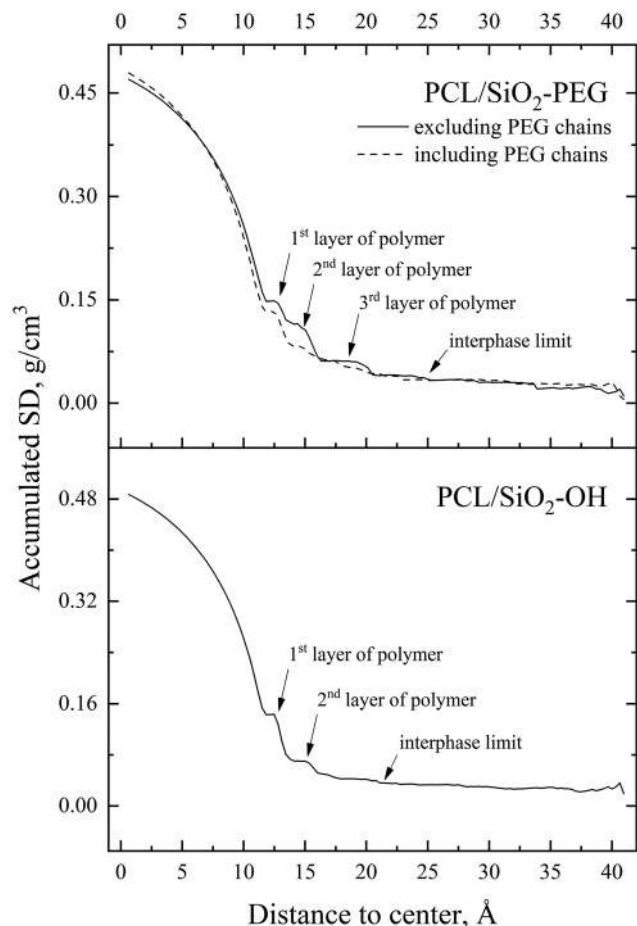 0 5 10 15 20 25 30 35 40
PCL/SiO₂-PEG
excluding PEG chains
including PEG chains
0.45
0.30
0.15
0.00
1ˢᵗ layer of polymer
2ⁿᵈ layer of polymer
3ʳᵈ layer of polymer
interphase limit
Accumulated SD, g/cm³
PCL/SiO₂-OH
0.48
0.32
0.16
0.00
1ˢᵗ layer of polymer
2ⁿᵈ layer of polymer
interphase limit
0 5 10 15 20 25 30 35 40
Distance to center, Å